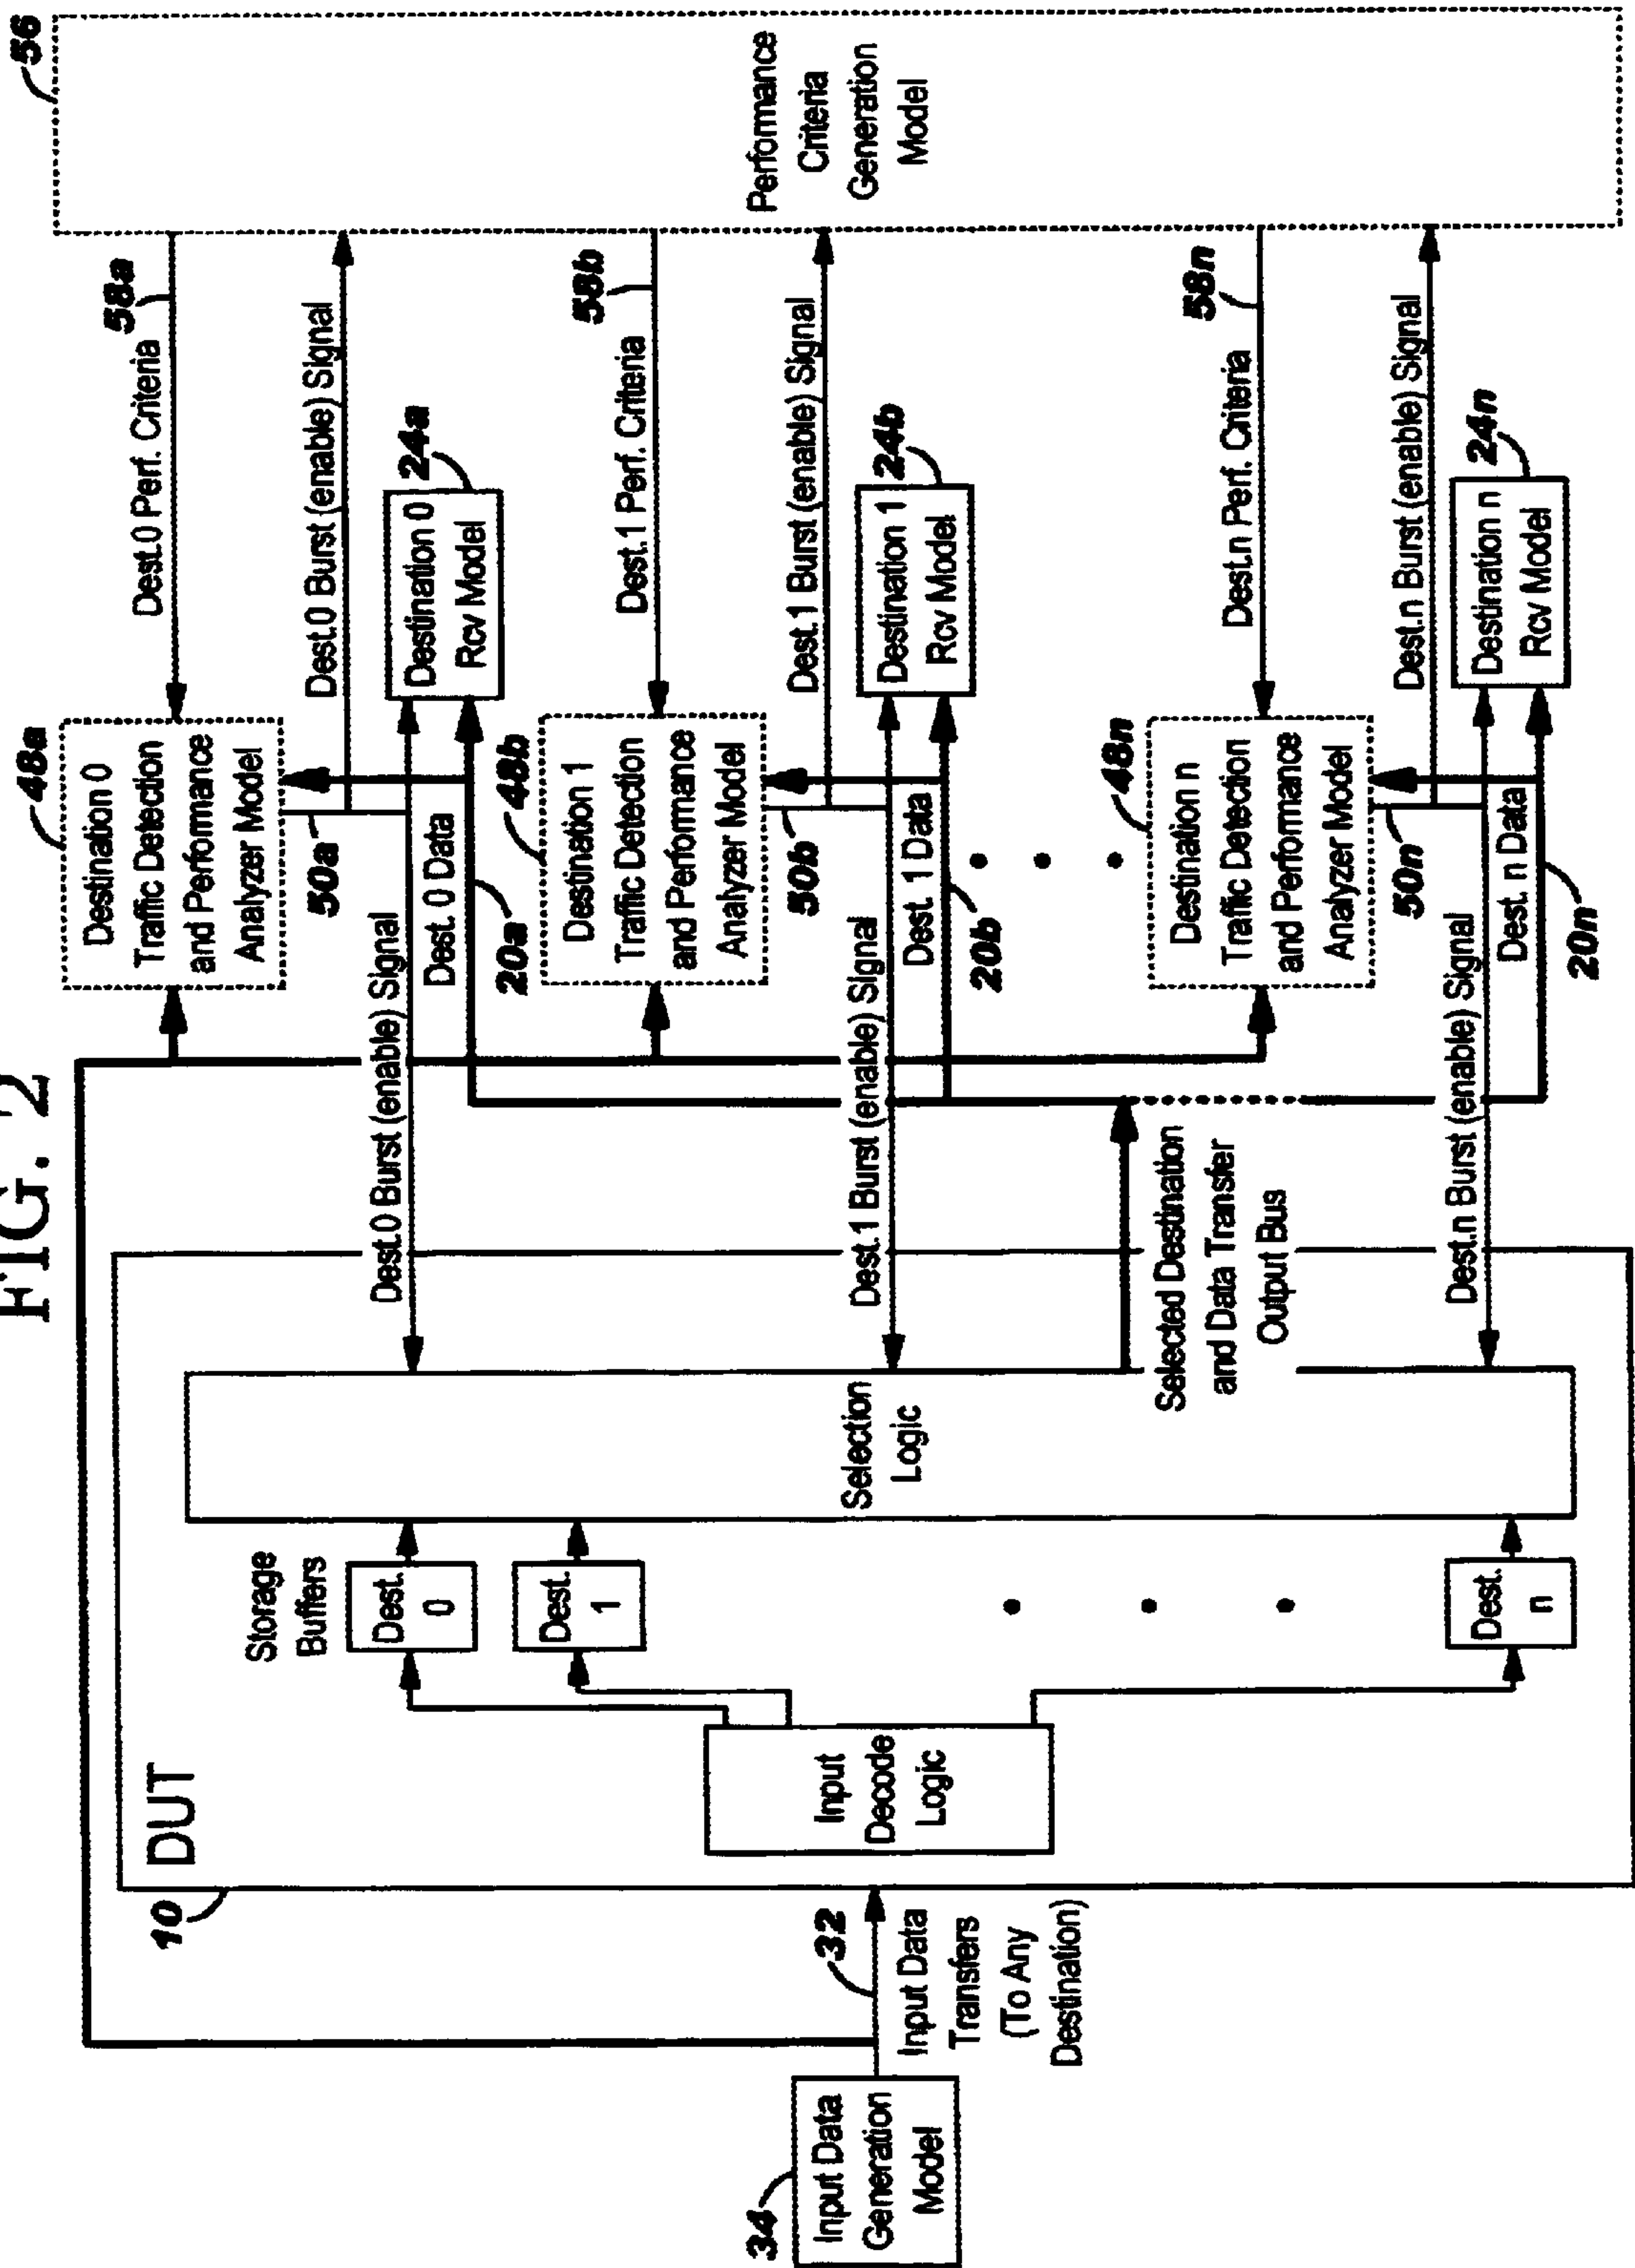 FIG. 2
34
Input Data
Generation
Model
32
Input Data
Transfers
(To Any
Destination)
10
DUT
Input
Decode
Logic
Storage
Buffers
Dest.
0
Dest.
1
Dest.
n
Selection
Logic
Selected Destination
and Data Transfer
Output Bus
Dest.0 Burst (enable) Signal
Dest.1 Burst (enable) Signal
Dest.n Burst (enable) Signal
48a
Destination 0
Traffic Detection
and Performance
Analyzer Model
50a
Dest. 0 Data
20a
48b
Destination 1
Traffic Detection
and Performance
Analyzer Model
50b
Dest. 1 Data
20b
48n
Destination n
Traffic Detection
and Performance
Analyzer Model
50n
Dest. n Data
20n
Dest.0 Perf. Criteria
58a
Dest.0 Burst (enable) Signal
Destination 0
Rcv Model
24a
Dest.1 Perf. Criteria
58b
Dest.1 Burst (enable) Signal
Destination 1
Rcv Model
24b
Dest.n Perf. Criteria
58n
Dest.n Burst (enable) Signal
Destination n
Rcv Model
24n
56
Performance
Criteria
Generation
Model